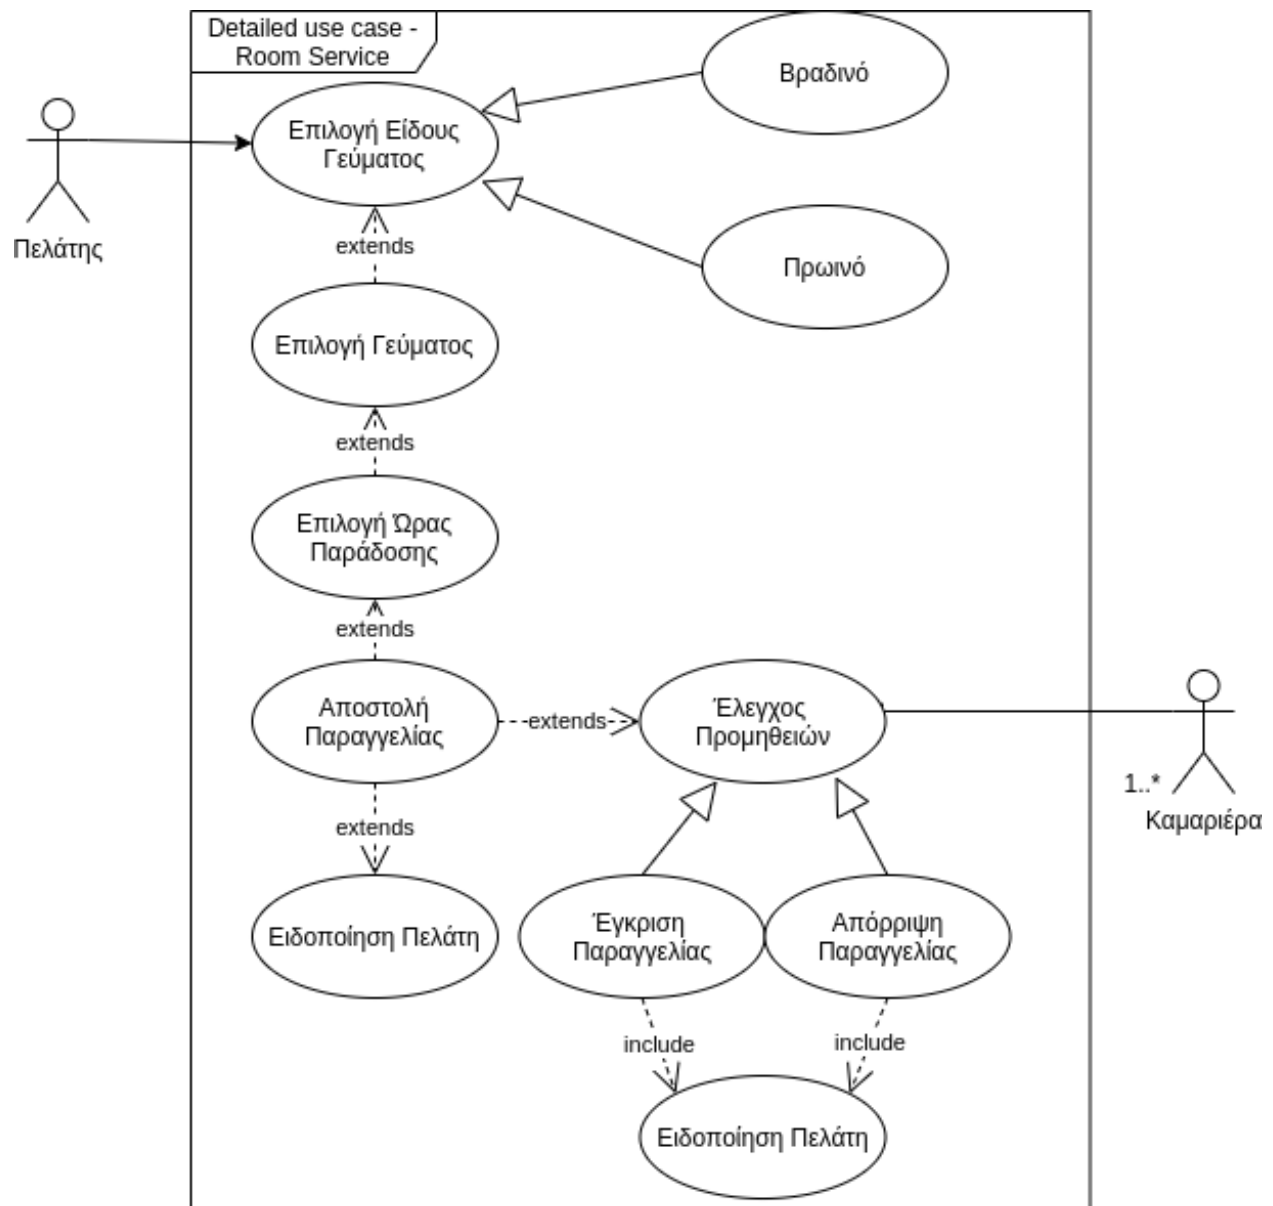 Detailed use case -
Room Service
Βραδινό
Επιλογή Είδους
Γεύματος
Πελάτης
extends
Πρωινό
Επιλογή Γεύματος
extends
Επιλογή Ώρας
Παράδοσης
extends
Αποστολή
Παραγγελίας
extends
Έλεγχος
Προμηθειών
1..*
Καμαριέρα
extends
Ειδοποίηση Πελάτη
Έγκριση
Παραγγελίας
Απόρριψη
Παραγγελίας
include
include
Ειδοποίηση Πελάτη